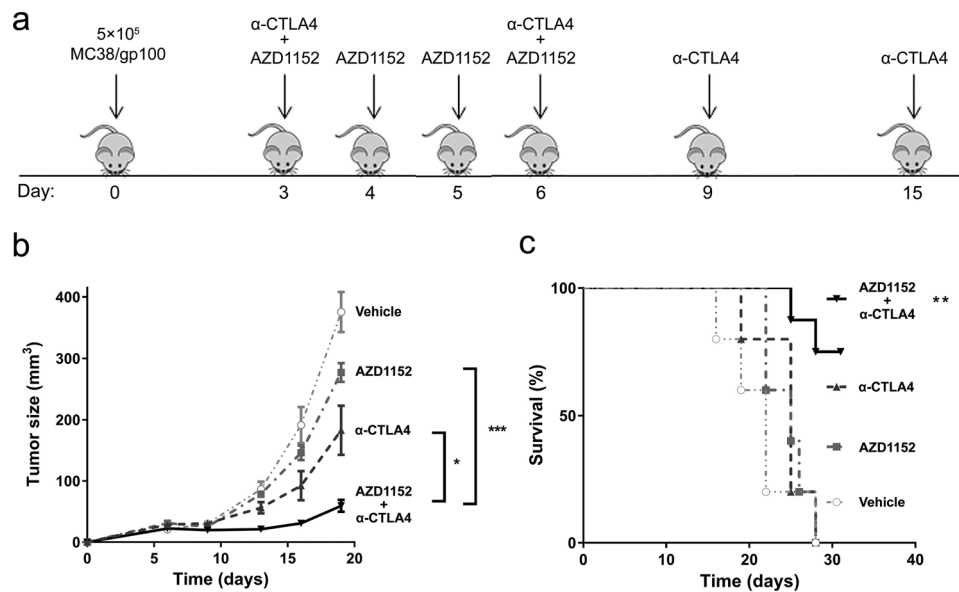 a
5×10⁵
MC38/gp100
α-CTLA4
+
AZD1152
AZD1152
AZD1152
α-CTLA4
+
AZD1152
α-CTLA4
α-CTLA4
Day: 0 3 4 5 6 9 15
b
Tumor size (mm³)
400
300
200
100
0
0 5 10 15 20
Time (days)
Vehicle
AZD1152
α-CTLA4
AZD1152
+
α-CTLA4
*
***
c
Survival (%)
100
50
0
0 10 20 30 40
Time (days)
AZD1152
+
α-CTLA4
**
α-CTLA4
AZD1152
Vehicle